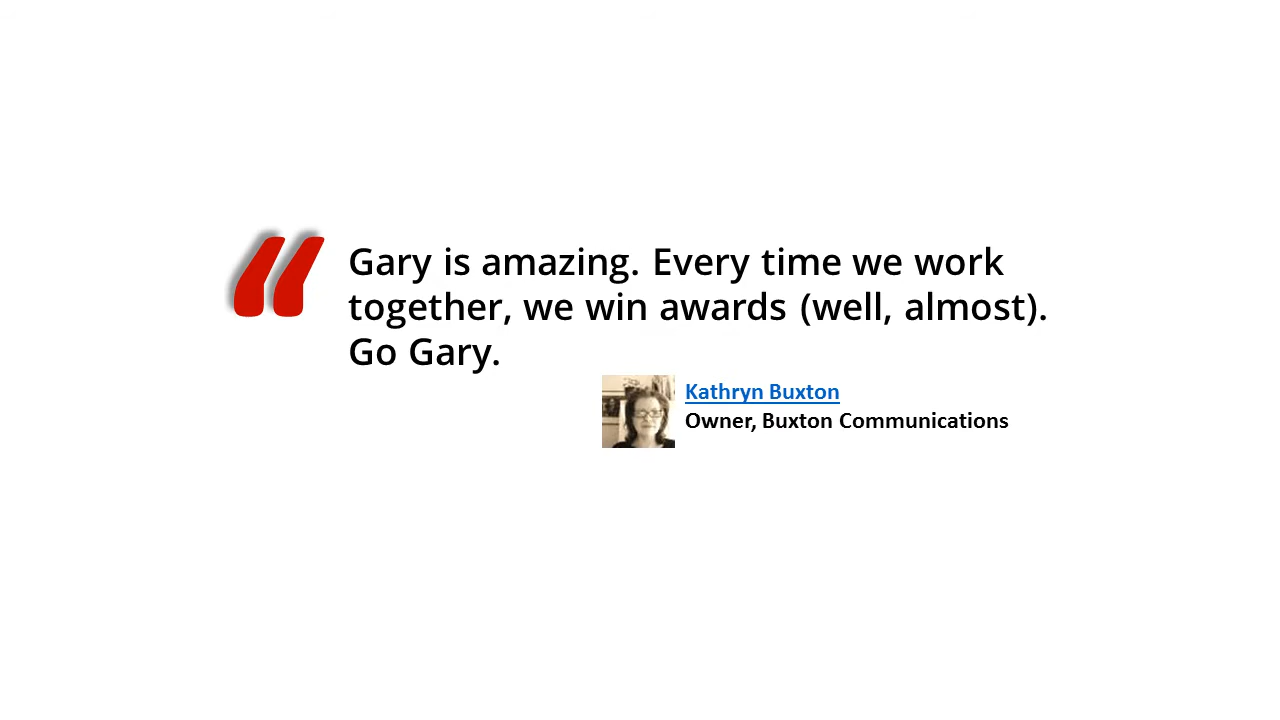 “
Gary is amazing. Every time we work
together, we win awards (well, almost).
Go Gary.
Kathryn Buxton
Owner, Buxton Communications